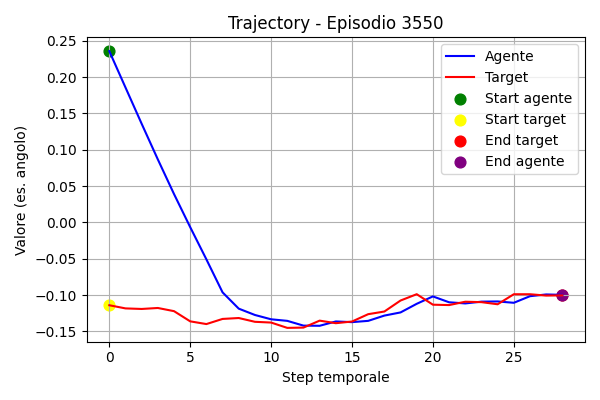 Trajectory - Episodio 3550
Valore (es. angolo)
0.25
0.20
0.15
0.10
0.05
0.00
−0.05
−0.10
−0.15
0 5 10 15 20 25
Step temporale
Agente
Target
Start agente
Start target
End target
End agente